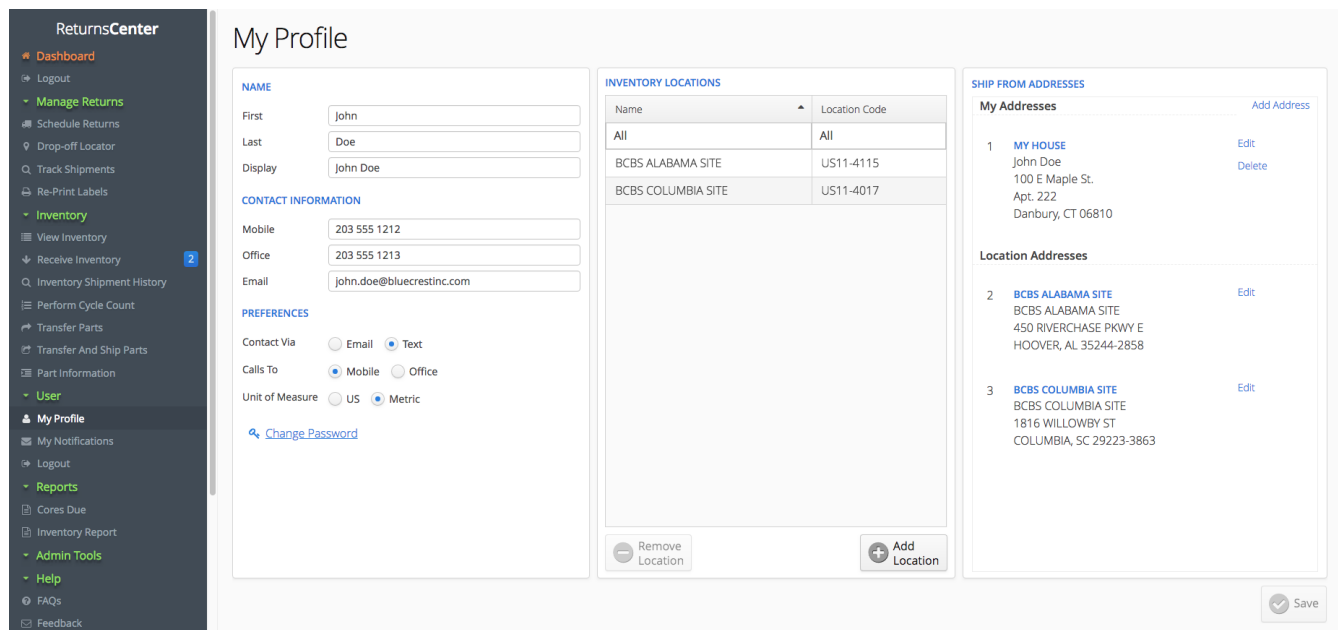 ReturnsCenter
Dashboard
Logout
Manage Returns
Schedule Returns
Drop-off Locator
Track Shipments
Re-Print Labels
Inventory
View Inventory
Receive Inventory 2
Inventory Shipment History
Perform Cycle Count
Transfer Parts
Transfer And Ship Parts
Part Information
User
My Profile
My Notifications
Logout
Reports
Cores Due
Inventory Report
Admin Tools
Help
FAQs
Feedback
My Profile
NAME
First John
Last Doe
Display John Doe
CONTACT INFORMATION
Mobile 203 555 1212
Office 203 555 1213
Email john.doe@bluecrestinc.com
PREFERENCES
Contact Via Email Text
Calls To Mobile Office
Unit of Measure US Metric
Change Password
INVENTORY LOCATIONS
Name Location Code
All All
BCBS ALABAMA SITE US11-4115
BCBS COLUMBIA SITE US11-4017
Remove
Location
Add
Location
SHIP FROM ADDRESSES
My Addresses Add Address
1 MY HOUSE Edit
John Doe Delete
100 E Maple St.
Apt. 222
Danbury, CT 06810
Location Addresses
2 BCBS ALABAMA SITE Edit
BCBS ALABAMA SITE
450 RIVERCHASE PKWY E
HOOVER, AL 35244-2858
3 BCBS COLUMBIA SITE Edit
BCBS COLUMBIA SITE
1816 WILLOWBY ST
COLUMBIA, SC 29223-3863
Save